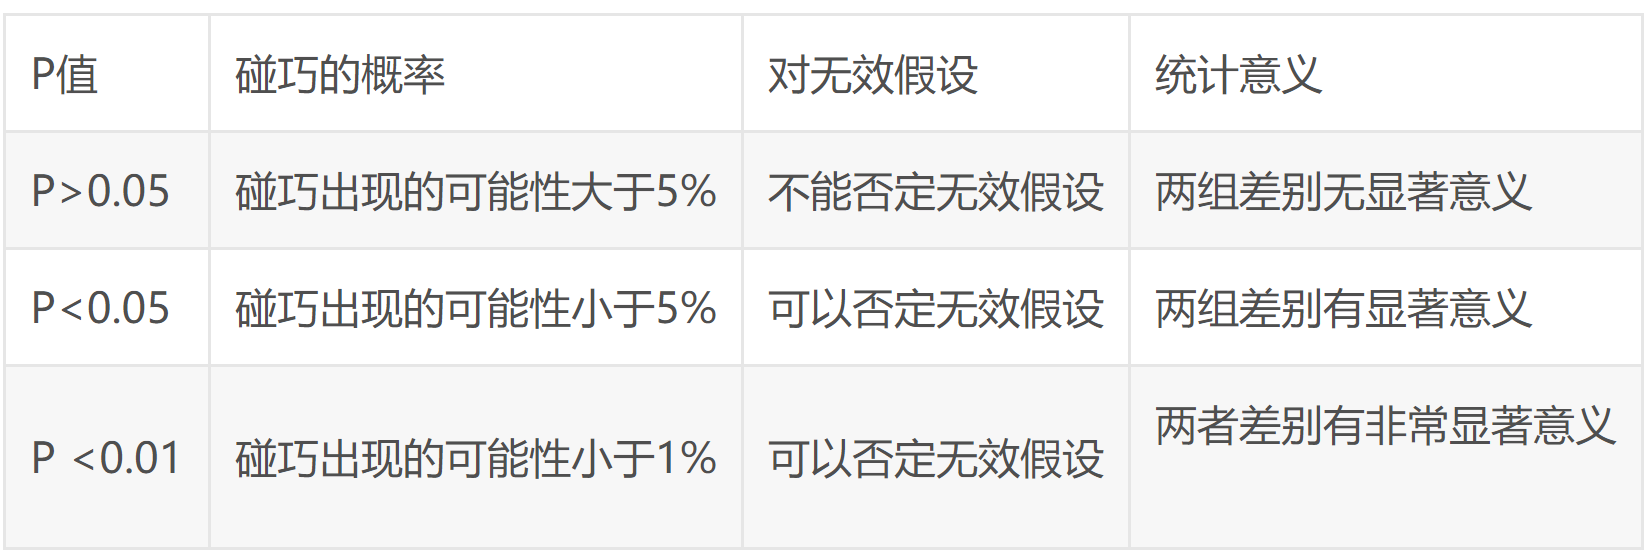 P值 碰巧的概率 对无效假设 统计意义
P>0.05 碰巧出现的可能性大于5% 不能否定无效假设 两组差别无显著意义
P<0.05 碰巧出现的可能性小于5% 可以否定无效假设 两组差别有显著意义
P <0.01 碰巧出现的可能性小于1% 可以否定无效假设 两者差别有非常显著意义